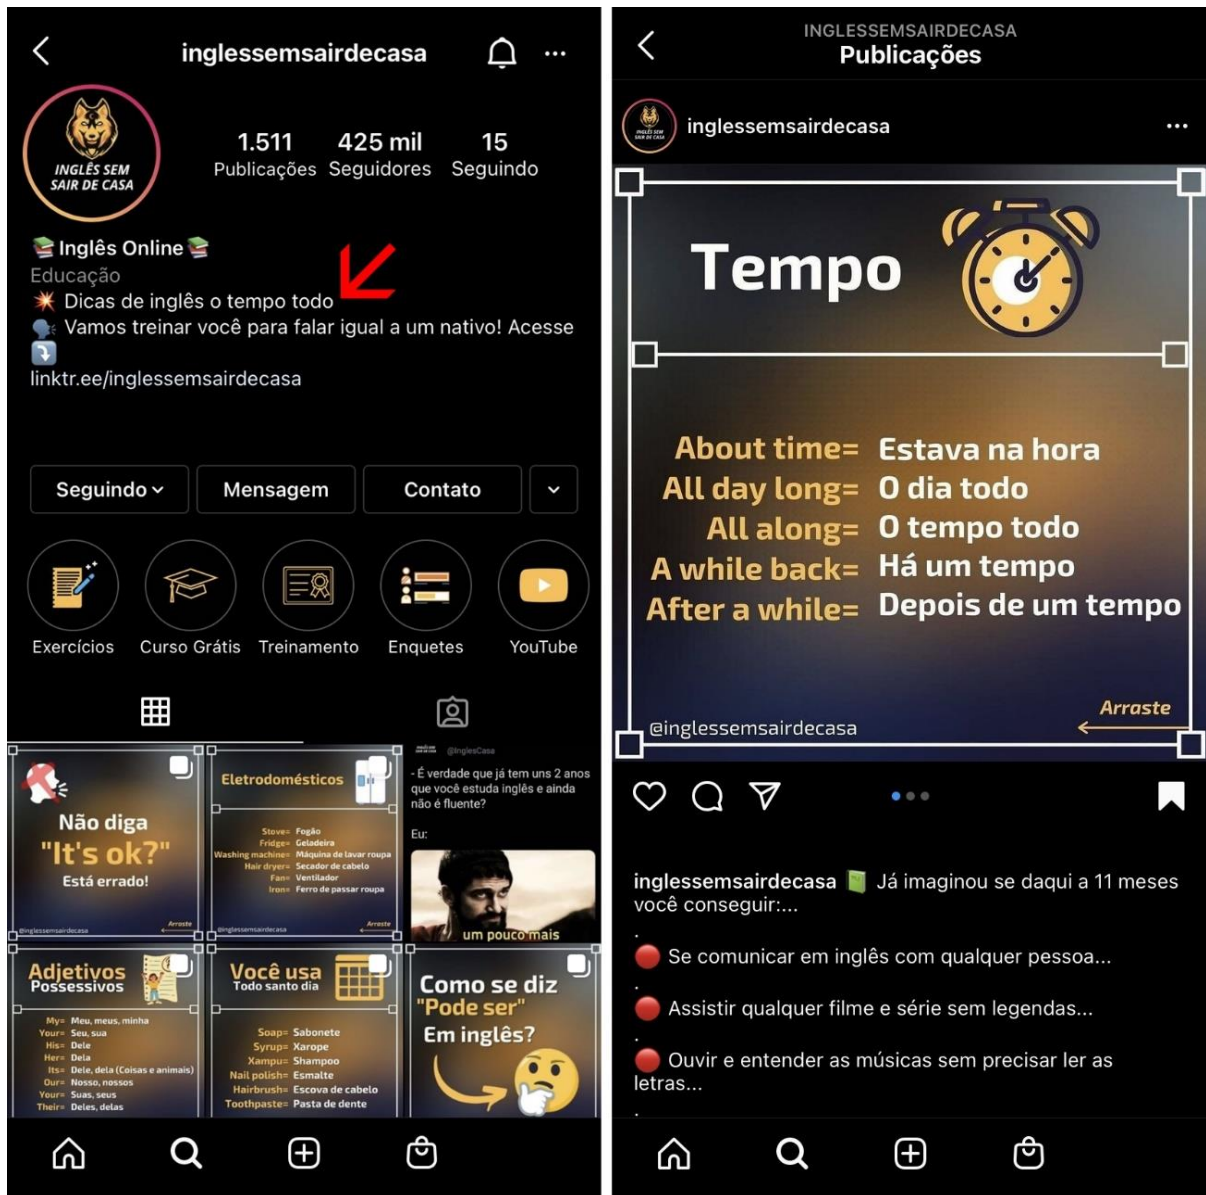 inglessemsairdecasa
INGLÊS SEM
SAIR DE CASA
1.511
Publicações
425 mil
Seguidores
15
Seguindo
Inglês Online
Educação
Dicas de inglês o tempo todo
Vamos treinar você para falar igual a um nativo! Acesse
linktr.ee/inglessemsairdecasa
Seguindo
Mensagem
Contato
Exercícios
Curso Grátis
Treinamento
Enquetes
YouTube
Não diga
"It's ok?"
Está errado!
@inglessemsairdecasa
Arraste
Eletrodomésticos
Stove= Fogão
Fridge= Geladeira
Washing machine= Máquina de lavar roupa
Hair dryer= Secador de cabelo
Fan= Ventilador
Iron= Ferro de passar roupa
@inglessemsairdecasa
Arraste
@InglesCasa
- É verdade que já tem uns 2 anos
que você estuda inglês e ainda
não é fluente?
Eu:
um pouco mais
Adjetivos
Possessivos
My= Meu, meus, minha
Your= Seu, sua
His= Dele
Her= Dela
Its= Dele, dela (Coisas e animais)
Our= Nosso, nossos
Your= Suas, seus
Their= Deles, delas
Você usa
Todo santo dia
Soap= Sabonete
Syrup= Xarope
Xampu= Shampoo
Nail polish= Esmalte
Hairbrush= Escova de cabelo
Toothpaste= Pasta de dente
Como se diz
"Pode ser"
Em inglês?
INGLESSEMSAIRDECASA
Publicações
INGLÊS SEM
SAIR DE CASA
inglessemsairdecasa
Tempo
About time= Estava na hora
All day long= O dia todo
All along= O tempo todo
A while back= Há um tempo
After a while= Depois de um tempo
Arraste
@inglessemsairdecasa
inglessemsairdecasa Já imaginou se daqui a 11 meses
você conseguir:...
.
Se comunicar em inglês com qualquer pessoa...
.
Assistir qualquer filme e série sem legendas...
.
Ouvir e entender as músicas sem precisar ler as
letras...
.